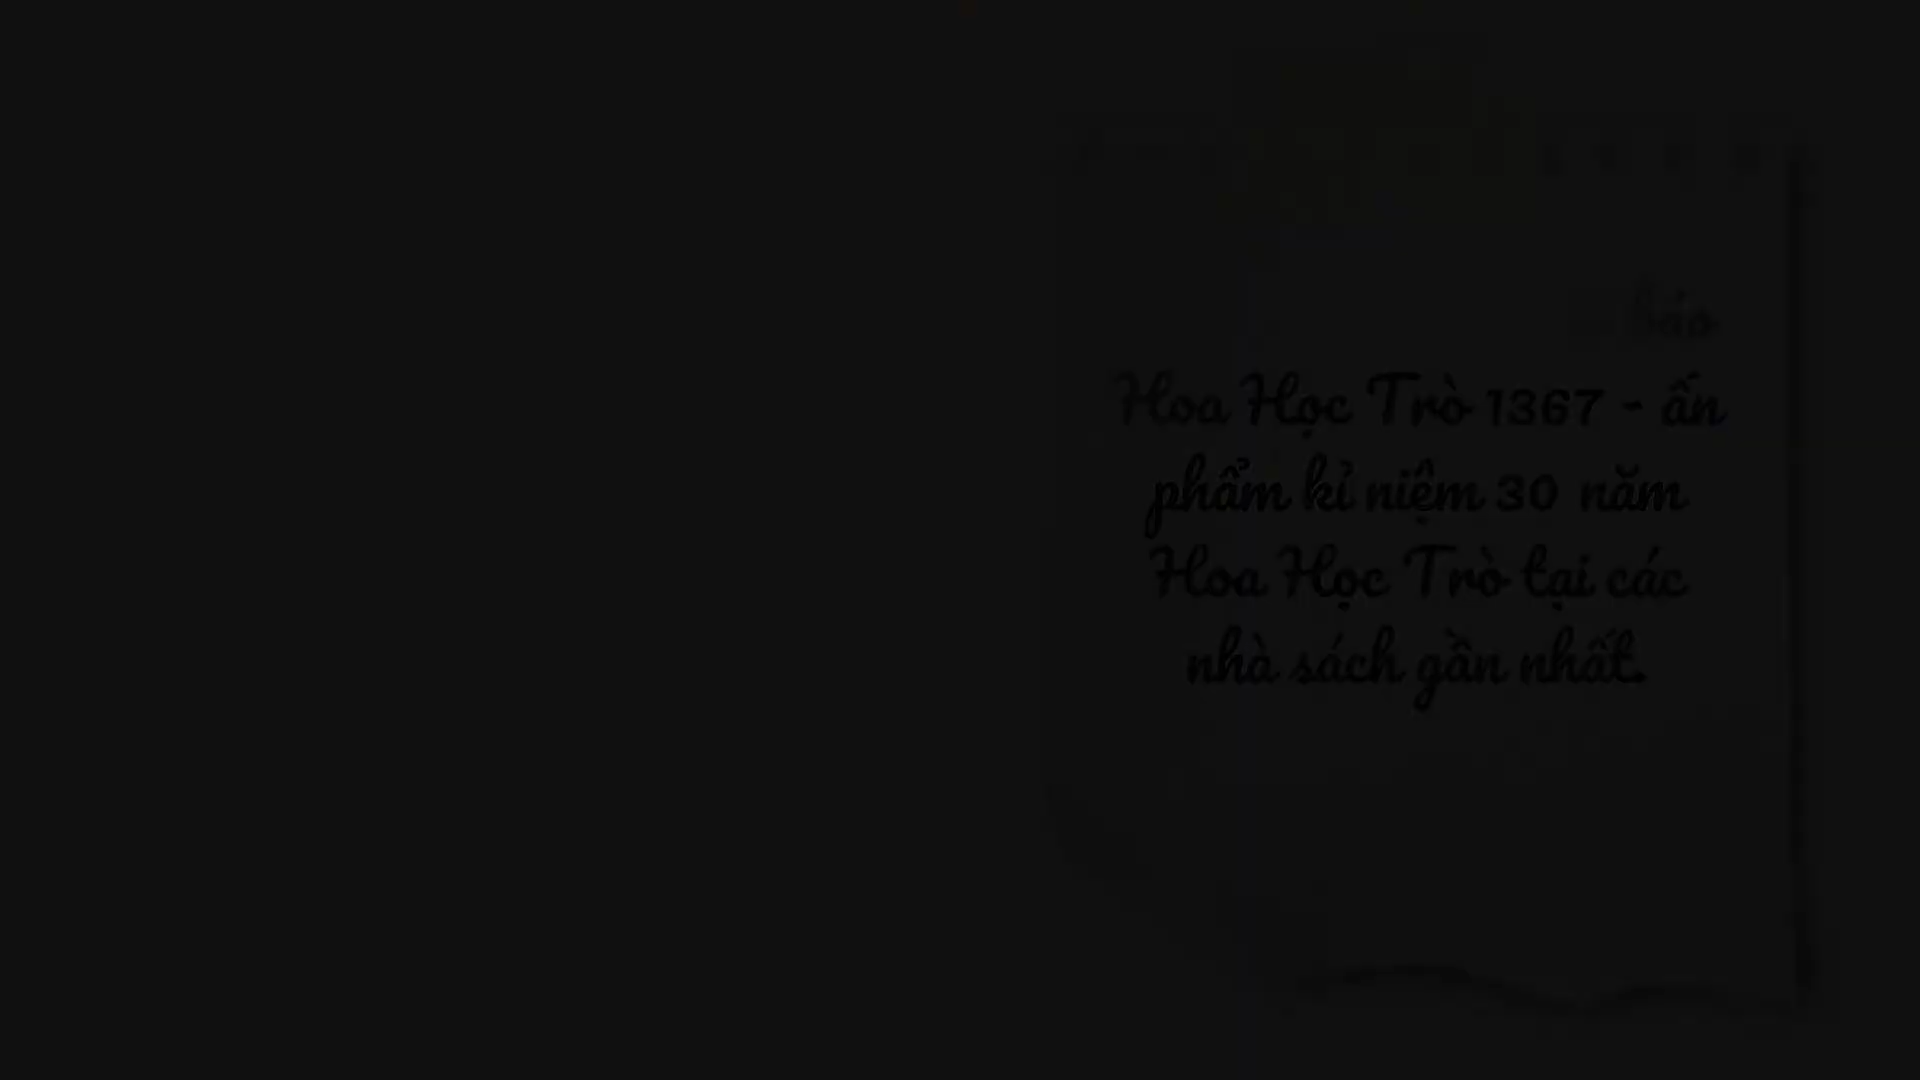 báo
Hoa Học Trò 1367 - ấn
phẩm kỉ niệm 30 năm
Hoa Học Trò tại các
nhà sách gần nhất.